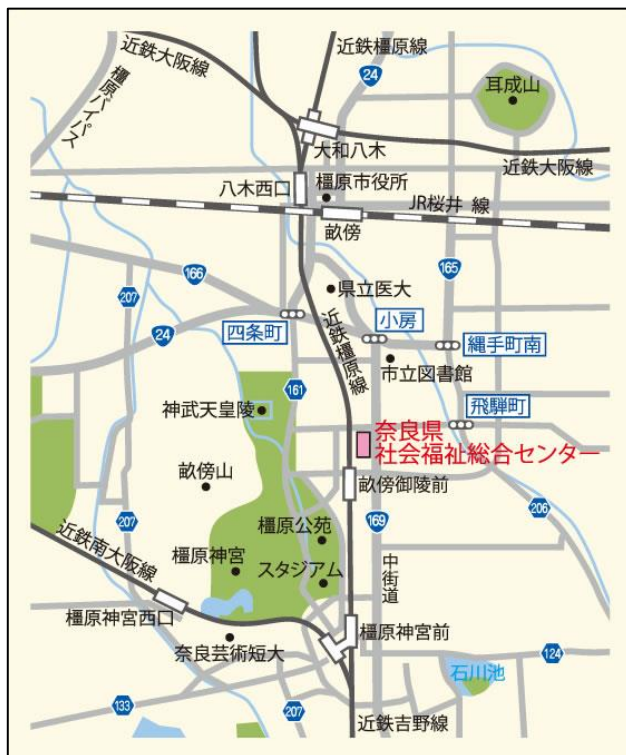 近鉄橿原線
近鉄大阪線
24
耳成山
橿原バイパス
大和八木
近鉄大阪線
八木西口
橿原市役所
JR桜井 線
畝傍
166
165
207
県立医大
24
四条町
小房
近鉄橿原線
縄手町南
市立図書館
161
飛騨町
神武天皇陵
奈良県
社会福祉総合センター
畝傍山
畝傍御陵前
207
206
169
橿原公苑
近鉄南大阪線
橿原神宮
スタジアム
中街道
橿原神宮西口
橿原神宮前
奈良芸術短大
124
石川池
133
207
近鉄吉野線